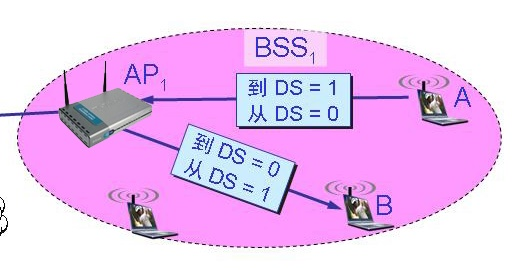 BSS1
AP1
到 DS = 1
从 DS = 0
A
到 DS = 0
从 DS = 1
B